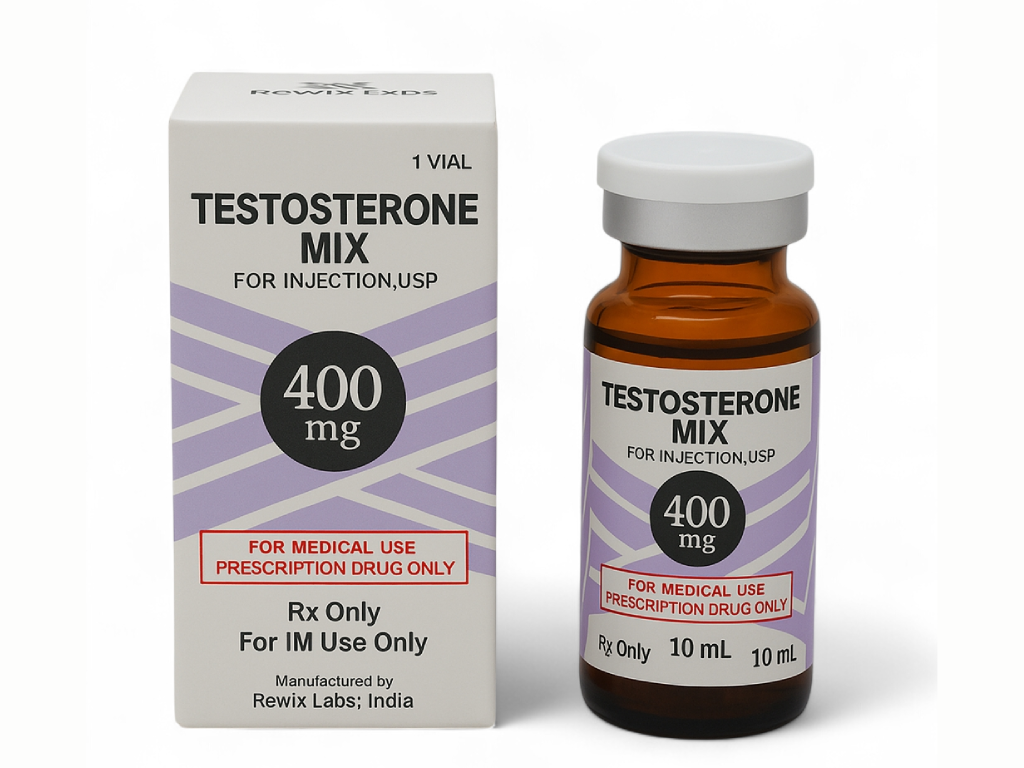 Rewix Exps
1 VIAL
TESTOSTERONE
MIX
FOR INJECTION,USP
400
mg
FOR MEDICAL USE
PRESCRIPTION DRUG ONLY
Rx Only
For IM Use Only
Manufactured by
Rewix Labs; India
TESTOSTERONE
MIX
FOR INJECTION,USP
400
mg
FOR MEDICAL USE
PRESCRIPTION DRUG ONLY
Rx Only 10 mL 10 mL